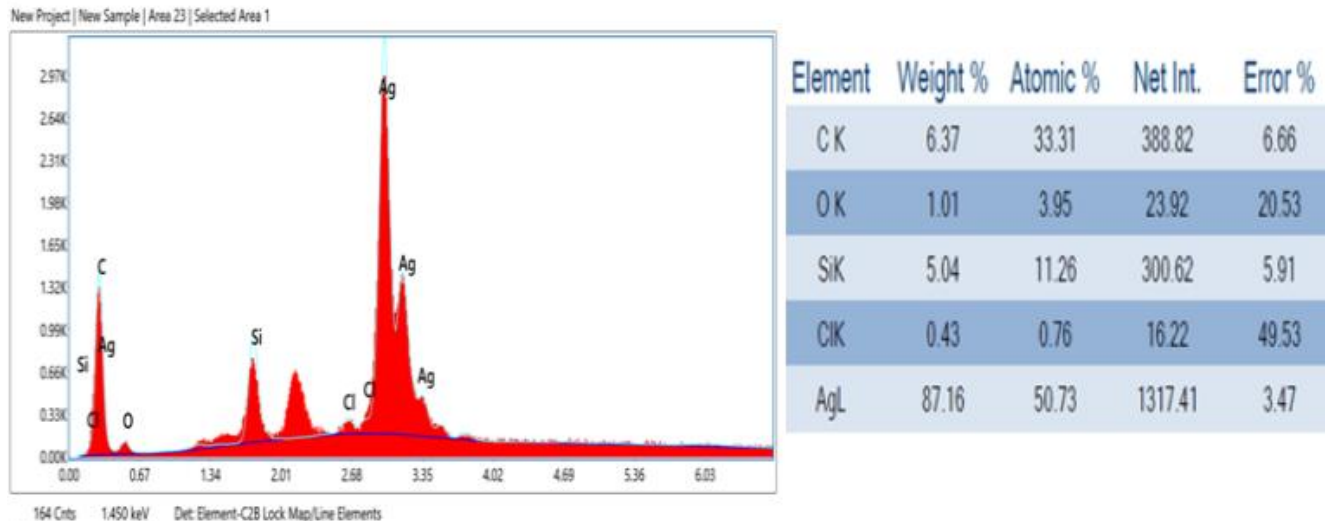 New Project | New Sample | Area 23 | Selected Area 1
2.97K
2.64K
2.31K
1.98K
1.65K
1.32K
0.99K
0.66K
0.33K
0.00K
Ag
C
Ag
Ag
Si
Si
Ag
Cl
O
Cl
Cl
0.00 0.67 1.34 2.01 2.68 3.35 4.02 4.69 5.36 6.03
164 Cnts 1.450 keV Det: Element-C2B Lock Map/Line Elements
Element Weight % Atomic % Net Int. Error %
C K 6.37 33.31 388.82 6.66
O K 1.01 3.95 23.92 20.53
SiK 5.04 11.26 300.62 5.91
ClK 0.43 0.76 16.22 49.53
AgL 87.16 50.73 1317.41 3.47